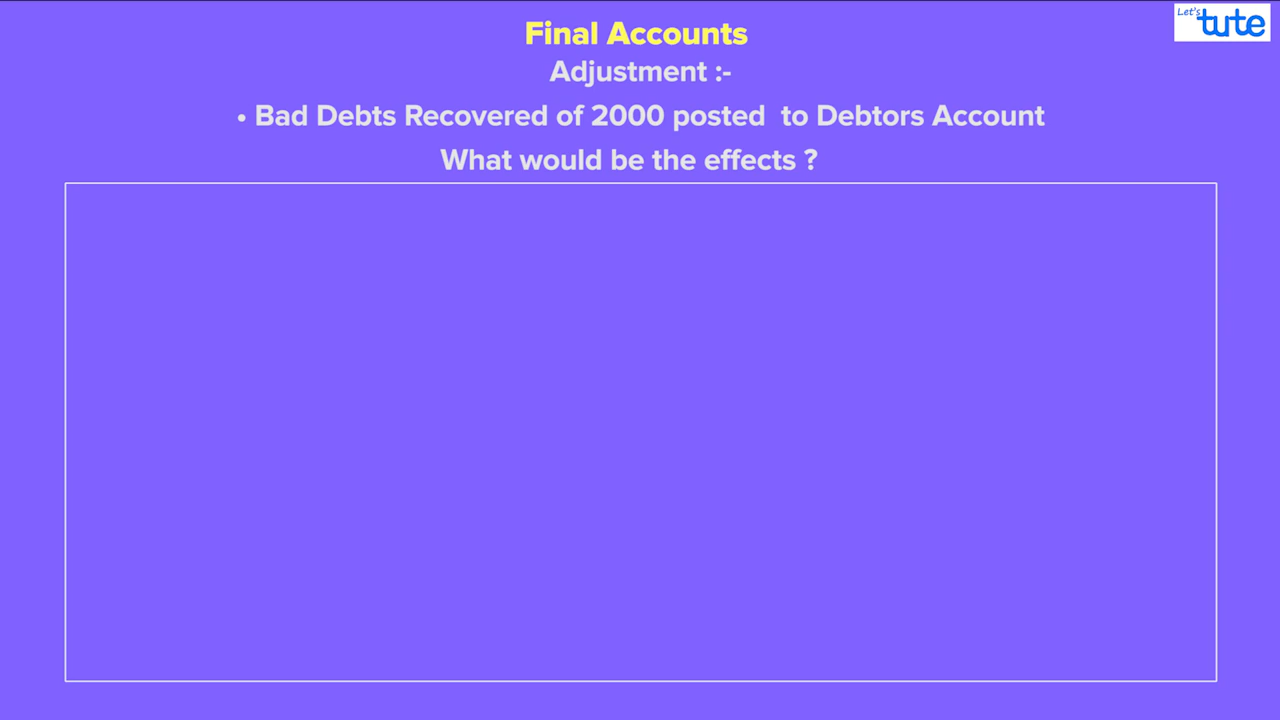 Let's
tute
Final Accounts
Adjustment :-
• Bad Debts Recovered of 2000 posted to Debtors Account
What would be the effects ?